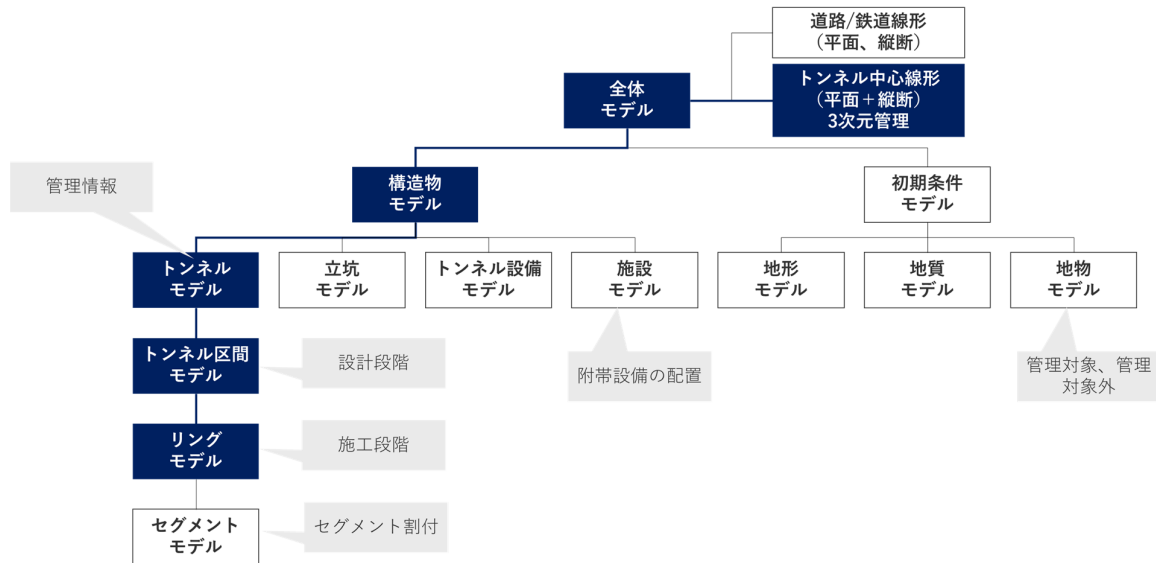 道路/鉄道線形
（平面、縦断）
全体
モデル
トンネル中心線形
（平面＋縦断）
3次元管理
管理情報
構造物
モデル
初期条件
モデル
トンネル
モデル
立坑
モデル
トンネル設備
モデル
施設
モデル
地形
モデル
地質
モデル
地物
モデル
トンネル区間
モデル
設計段階
附帯設備の配置
管理対象、管理
対象外
リング
モデル
施工段階
セグメント
モデル
セグメント割付